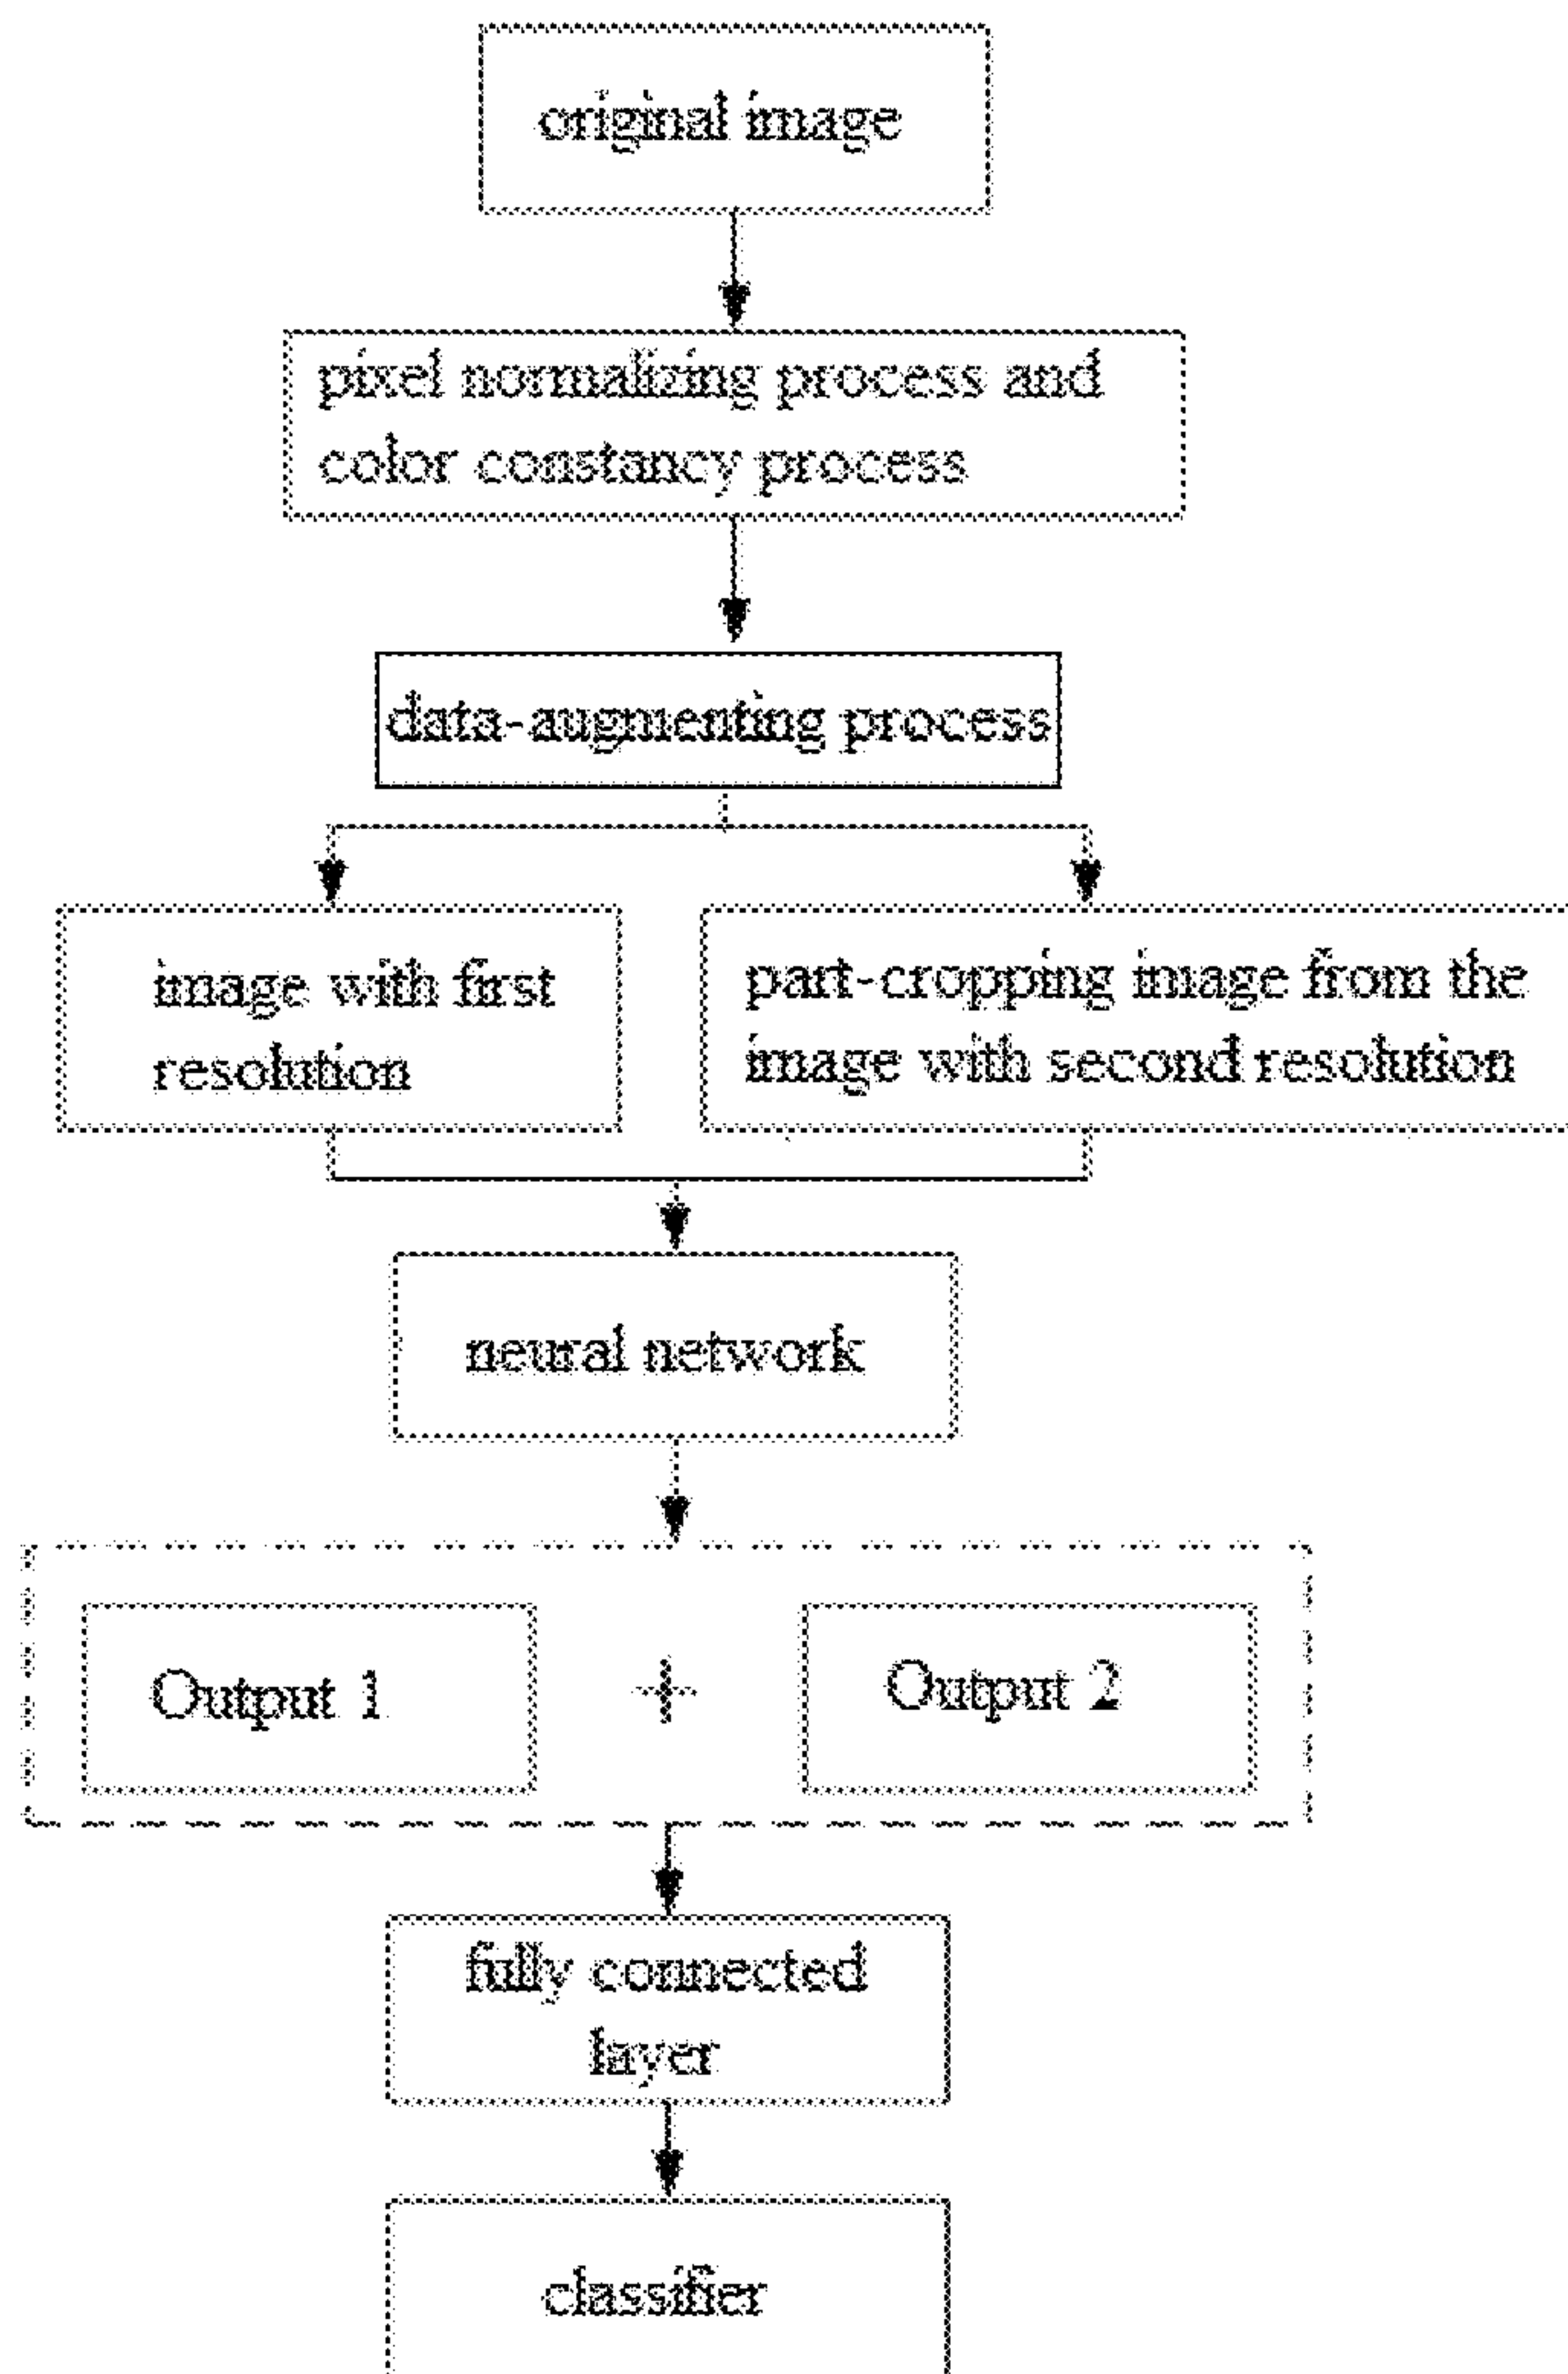 original image
pixel normalizing process and
color constancy process
data-augmenting process
image with first
resolution
part-cropping image from the
image with second resolution
neural network
Output 1
+
Output 2
fully connected
layer
classifier